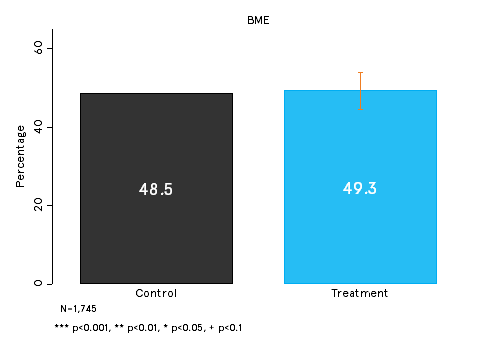 BME
Percentage
60
40
20
0
48.5
49.3
Control
Treatment
N=1,745
*** p<0.001, ** p<0.01, * p<0.05, + p<0.1